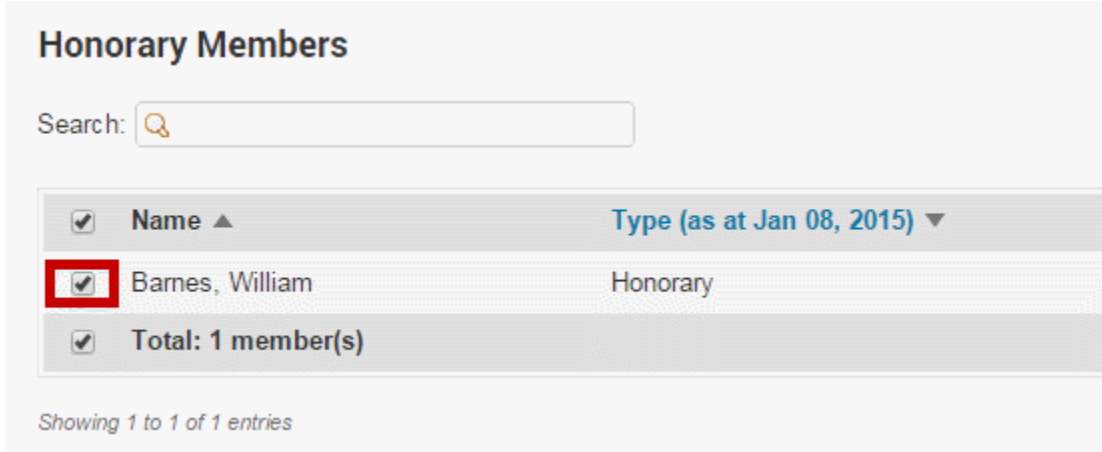 Honorary Members
Search:
Name Type (as at Jan 08, 2015)
Barnes, William Honorary
Total: 1 member(s)
Showing 1 to 1 of 1 entries